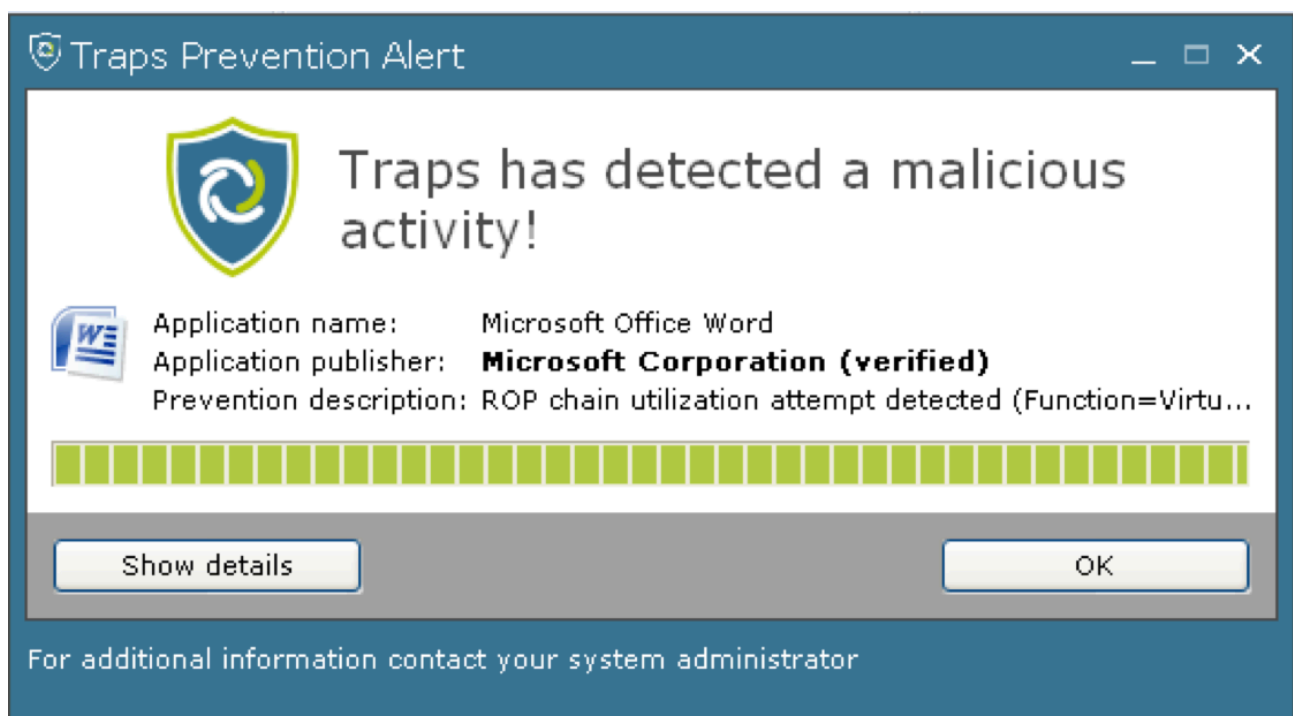 Traps Prevention Alert
Traps has detected a malicious
activity!
Application name: Microsoft Office Word
Application publisher: Microsoft Corporation (verified)
Prevention description: ROP chain utilization attempt detected (Function=Virtu...
Show details OK
For additional information contact your system administrator